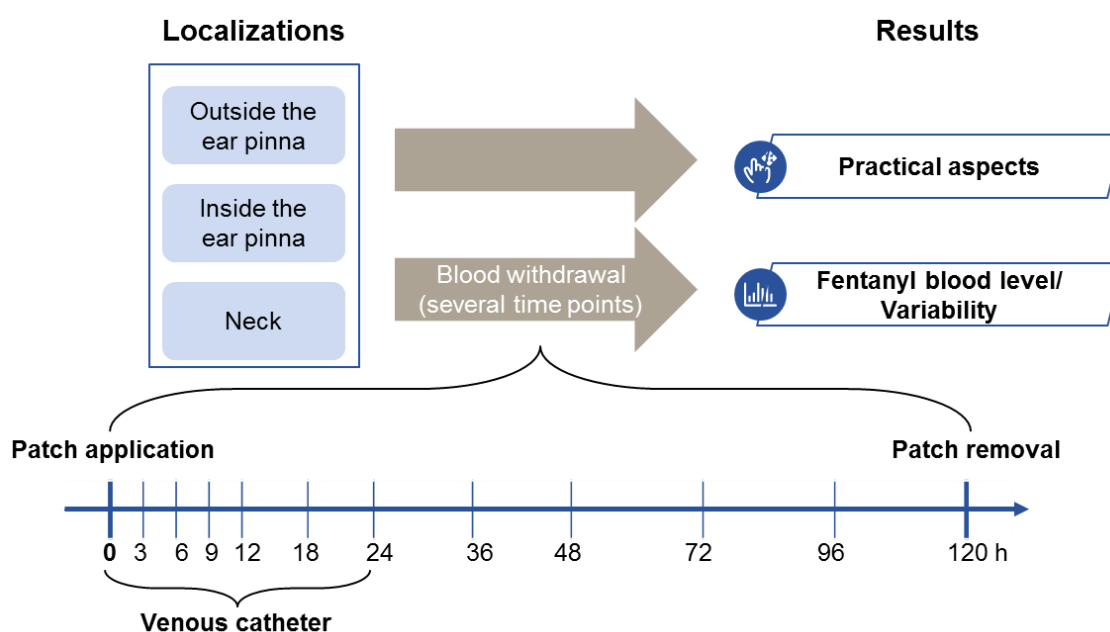 Localizations
Results
Outside the
ear pinna
Inside the
ear pinna
Neck
Practical aspects
Blood withdrawal
(several time points)
Fentanyl blood level/
Variability
Patch application
Patch removal
0 3 6 9 12 18 24 36 48 72 96 120 h
Venous catheter